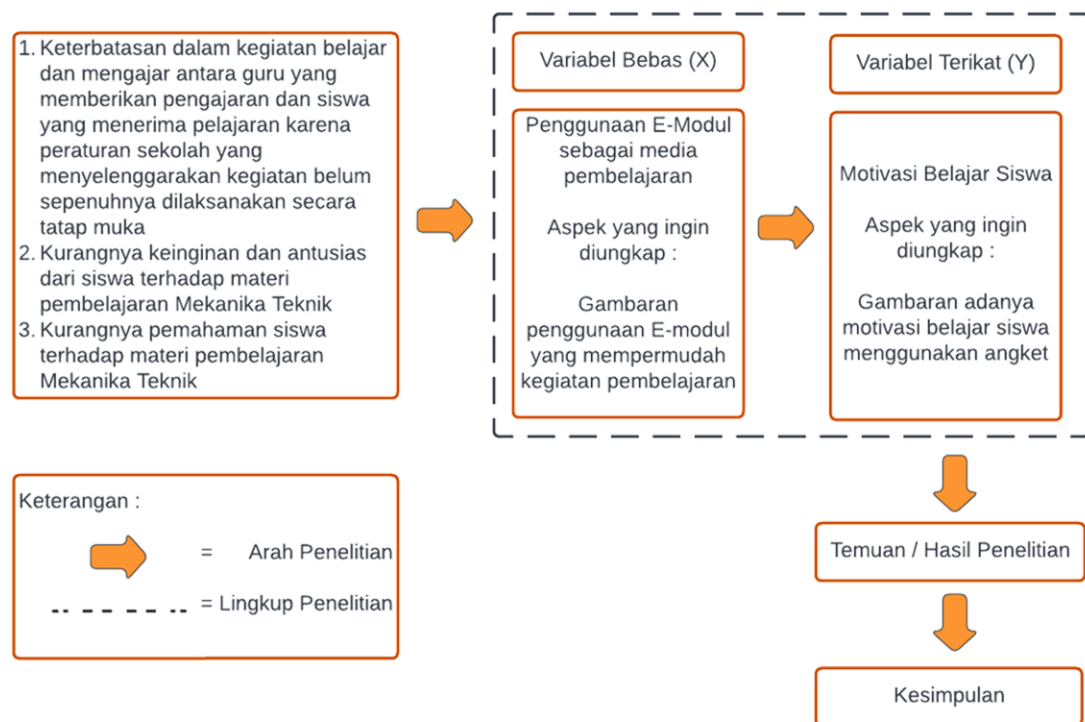 1. Keterbatasan dalam kegiatan belajar
dan mengajar antara guru yang
memberikan pengajaran dan siswa
yang menerima pelajaran karena
peraturan sekolah yang
menyelenggarakan kegiatan belum
sepenuhnya dilaksanakan secara
tatap muka
2. Kurangnya keinginan dan antusias
dari siswa terhadap materi
pembelajaran Mekanika Teknik
3. Kurangnya pemahaman siswa
terhadap materi pembelajaran
Mekanika Teknik
Variabel Bebas (X)
Penggunaan E-Modul
sebagai media
pembelajaran
Aspek yang ingin
diungkap :
Gambaran
penggunaan E-modul
yang mempermudah
kegiatan pembelajaran
Variabel Terikat (Y)
Motivasi Belajar Siswa
Aspek yang ingin
diungkap :
Gambaran adanya
motivasi belajar siswa
menggunakan angket
Temuan / Hasil Penelitian
Kesimpulan
Keterangan :
= Arah Penelitian
= Lingkup Penelitian